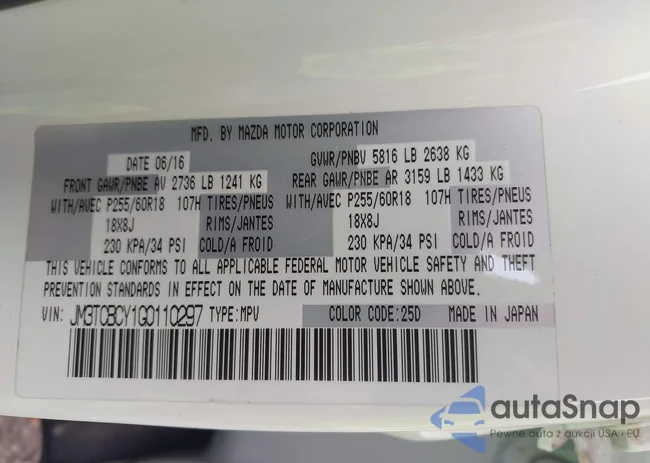 MFD. BY MAZDA MOTOR CORPORATION
DATE 06/16 GVWR/PNBV 5816 LB 2638 KG
FRONT GAWR/PNBE AV 2736 LB 1241 KG REAR GAWR/PNBE AR 3159 LB 1433 KG
WITH/AVEC P255/60R18 107H TIRES/PNEUS WITH/AVEC P255/60R18 107H TIRES/PNEUS
18X8J RIMS/JANTES 18X8J RIMS/JANTES
230 KPA/34 PSI COLD/A FROID 230 KPA/34 PSI COLD/A FROID
THIS VEHICLE CONFORMS TO ALL APPLICABLE FEDERAL MOTOR VEHICLE SAFETY AND THEFT
PREVENTION STANDARDS IN EFFECT ON THE DATE OF MANUFACTURE SHOWN ABOVE.
VIN: JM3TCBCY1G0110297 TYPE:MPV COLOR CODE:25D MADE IN JAPAN
autaSnap
Pewne auta z aukcji USA i EU